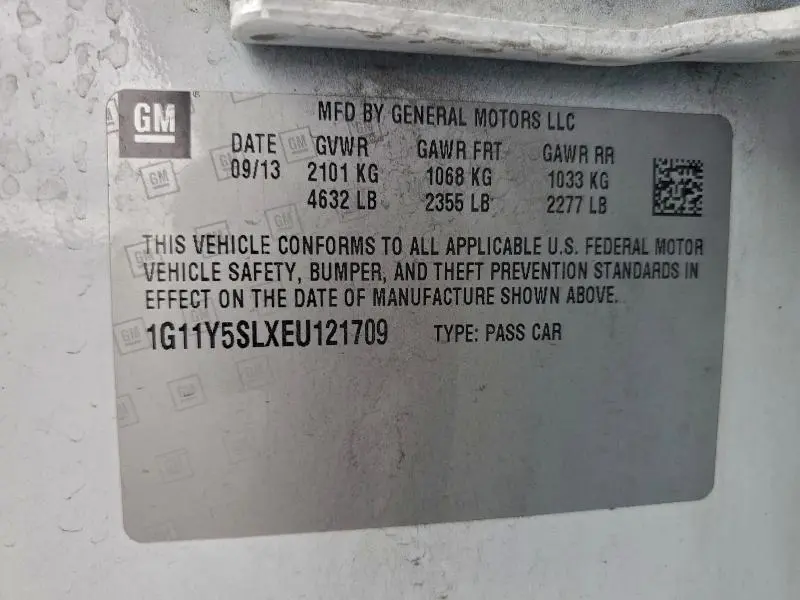 GM
MFD BY GENERAL MOTORS LLC
DATE GVWR GAWR FRT GAWR RR
09/13 2101 KG 1068 KG 1033 KG
4632 LB 2355 LB 2277 LB
THIS VEHICLE CONFORMS TO ALL APPLICABLE U.S. FEDERAL MOTOR
VEHICLE SAFETY, BUMPER, AND THEFT PREVENTION STANDARDS IN
EFFECT ON THE DATE OF MANUFACTURE SHOWN ABOVE.
1G11Y5SLXEU121709 TYPE: PASS CAR